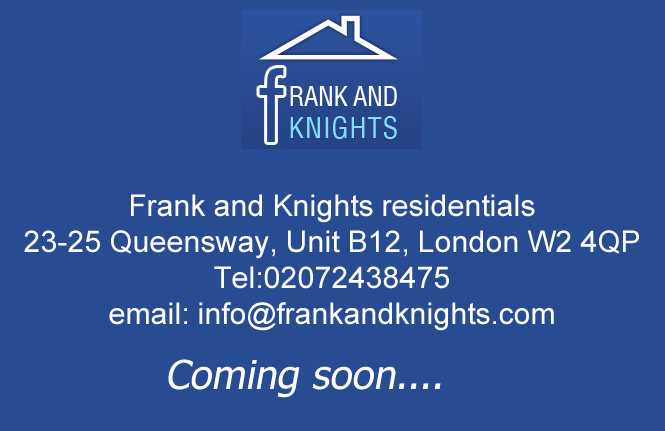 fRANK AND
KNIGHTS
Frank and Knights residentials
23-25 Queensway, Unit B12, London W2 4QP
Tel:02072438475
email: info@frankandknights.com
Coming soon....